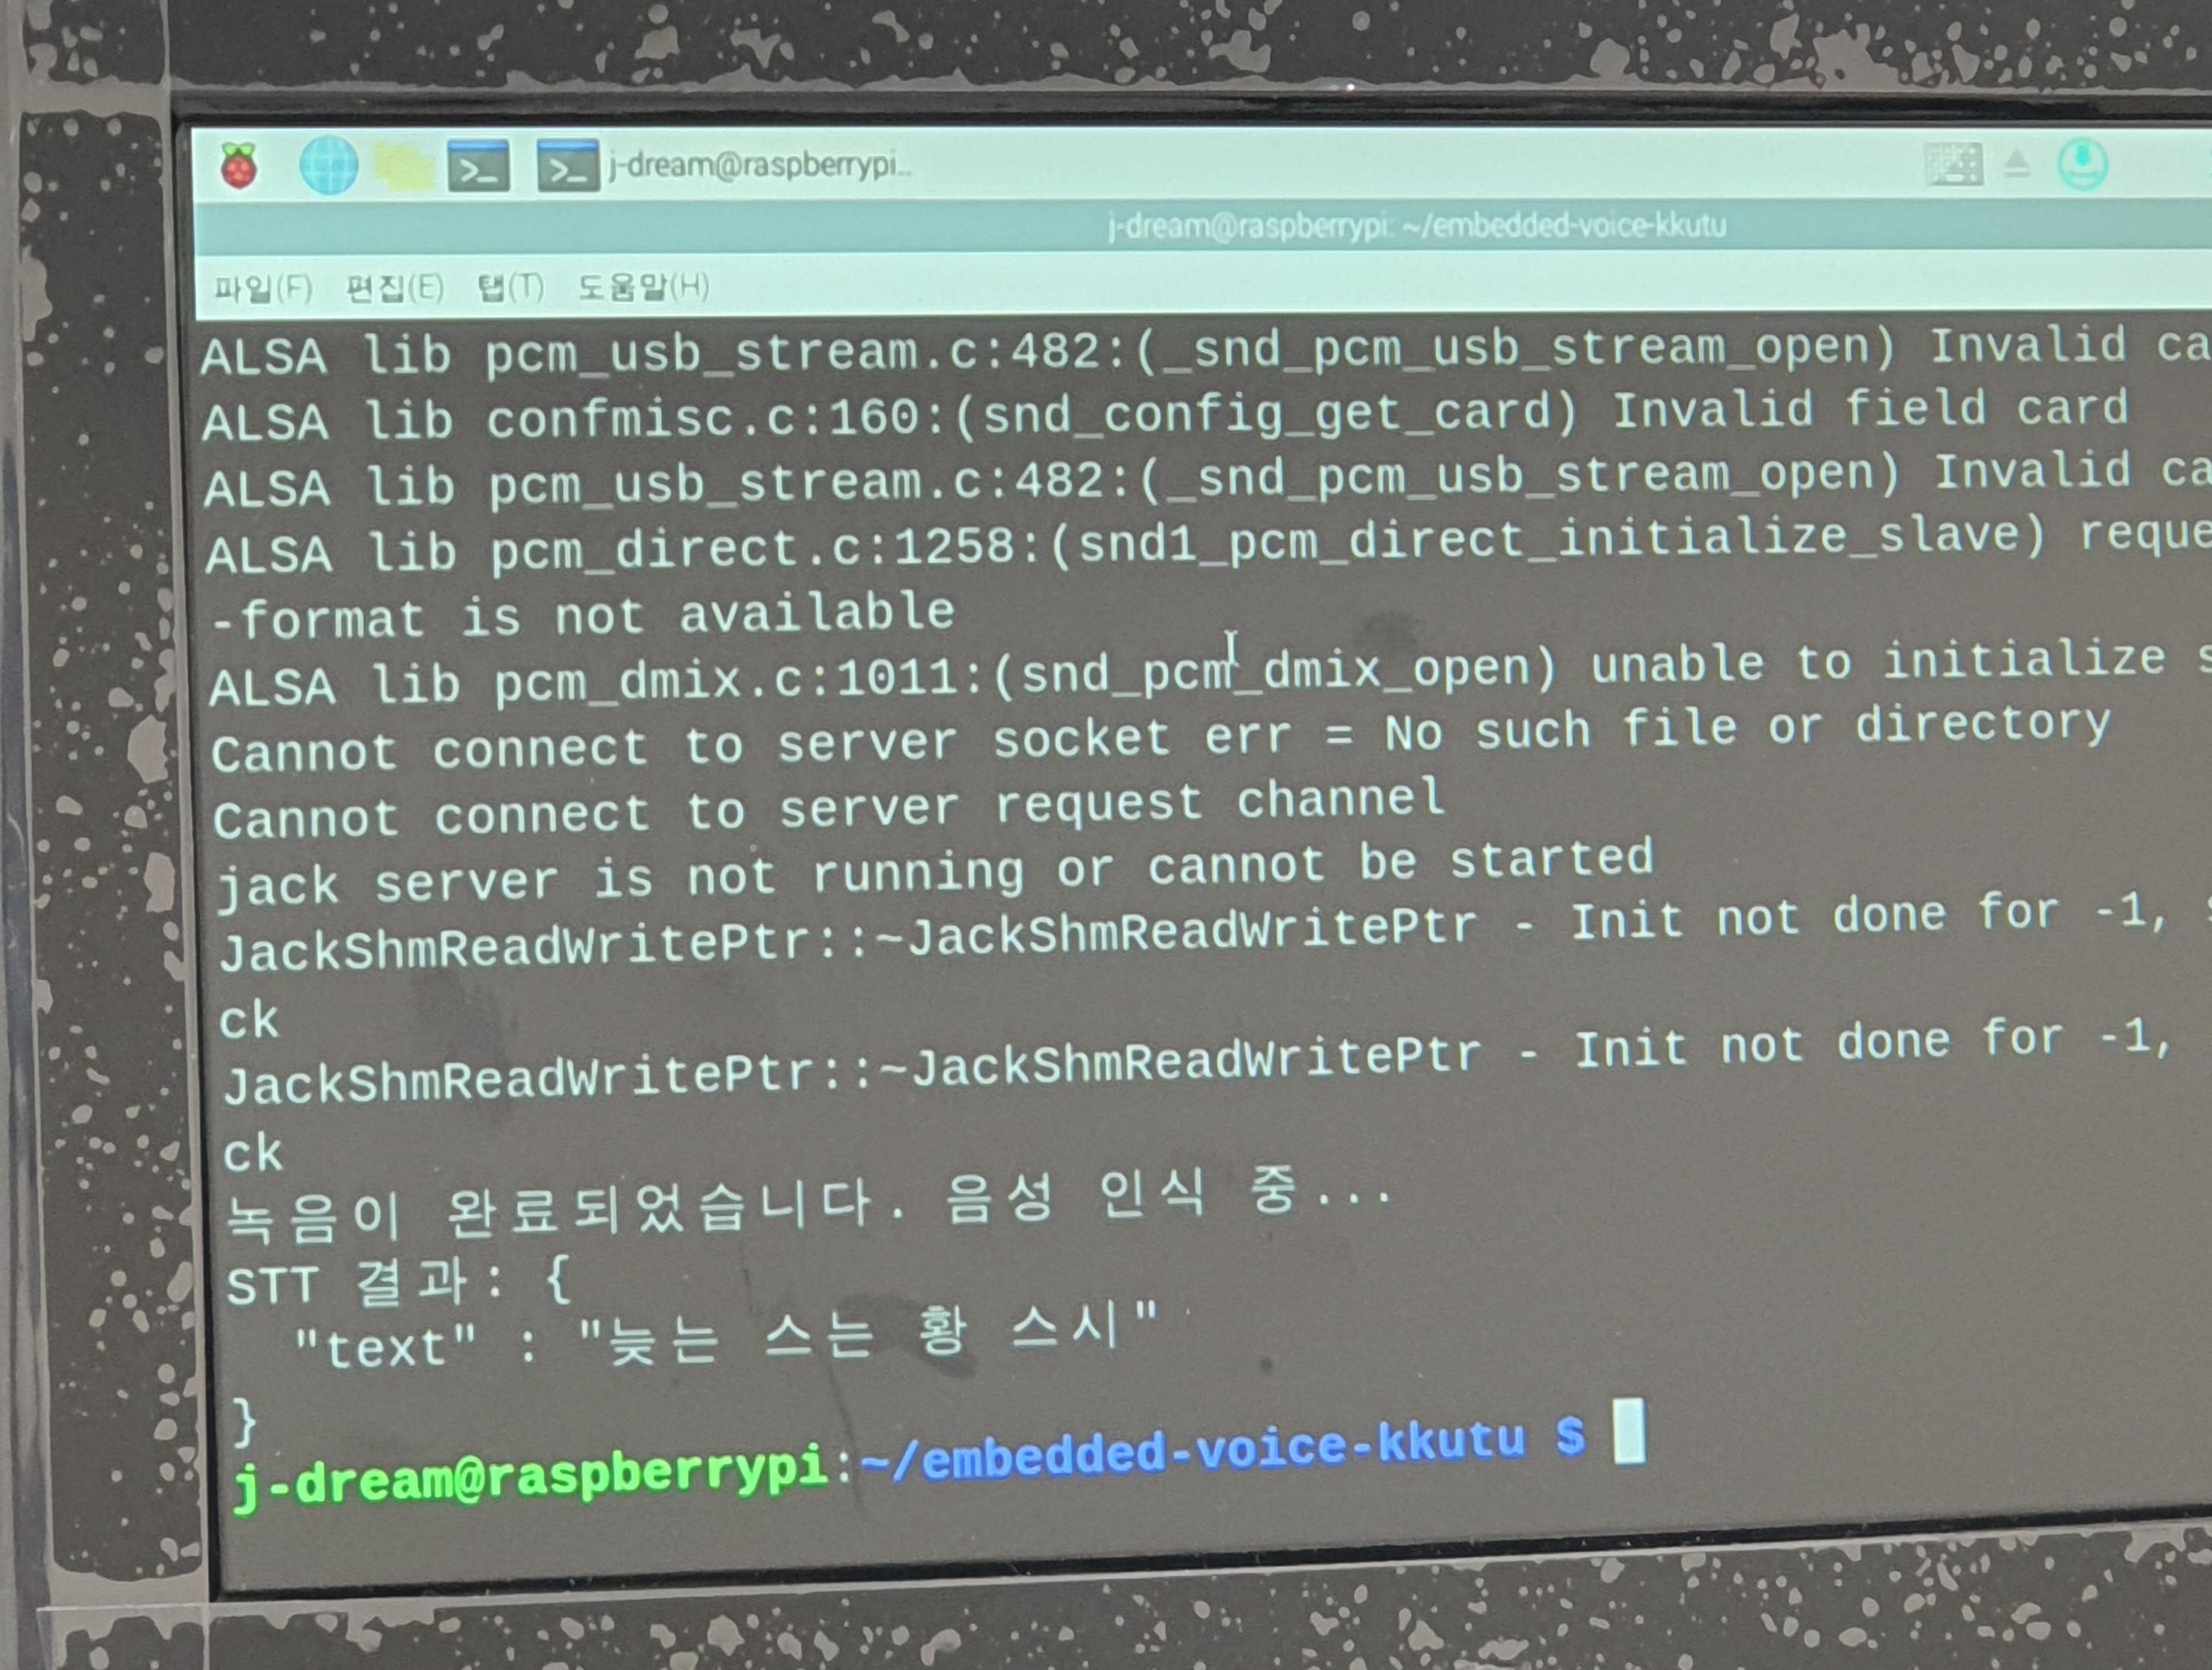 j-dream@raspberrypi..
j-dream@raspberrypi: ~/embedded-voice-kkutu
파일(F) 편집(E) 탭(T) 도움말(H)
ALSA lib pcm_usb_stream.c:482:(_snd_pcm_usb_stream_open) Invalid ca
ALSA lib confmisc.c:160:(snd_config_get_card) Invalid field card
ALSA lib pcm_usb_stream.c:482:(_snd_pcm_usb_stream_open) Invalid ca
ALSA lib pcm_direct.c:1258:(snd1_pcm_direct_initialize_slave) reque
-format is not available
ALSA lib pcm_dmix.c:1011:(snd_pcm_dmix_open) unable to initialize s
Cannot connect to server socket err = No such file or directory
Cannot connect to server request channel
jack server is not running or cannot be started
JackShmReadWritePtr::~JackShmReadWritePtr - Init not done for -1,
ck
JackShmReadWritePtr::~JackShmReadWritePtr - Init not done for -1,
ck
녹음이 완료되었습니다. 음성 인식 중...
STT 결과: {
"text" : "늦는 스는 황 스시"
}
j-dream@raspberrypi:~/embedded-voice-kkutu $